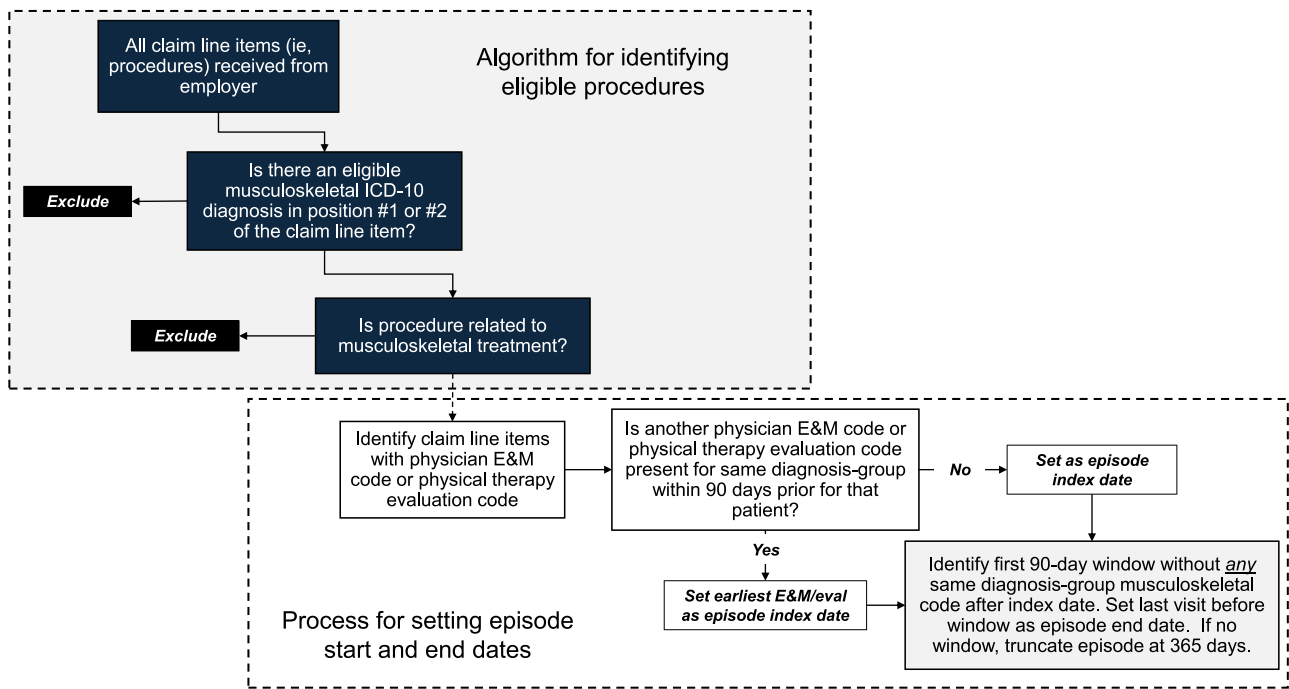 All claim line items (ie,
procedures) received from
employer
Algorithm for identifying
eligible procedures
Is there an eligible
musculoskeletal ICD-10
diagnosis in position #1 or #2
of the claim line item?
Exclude
Is procedure related to
musculoskeletal treatment?
Exclude
Identify claim line items
with physician E&M
code or physical therapy
evaluation code
Is another physician E&M code or
physical therapy evaluation code
present for same diagnosis-group
within 90 days prior for that
patient?
No
Set as episode
index date
Yes
Set earliest E&M/eval
as episode index date
Identify first 90-day window without any
same diagnosis-group musculoskeletal
code after index date. Set last visit before
window as episode end date. If no
window, truncate episode at 365 days.
Process for setting episode
start and end dates